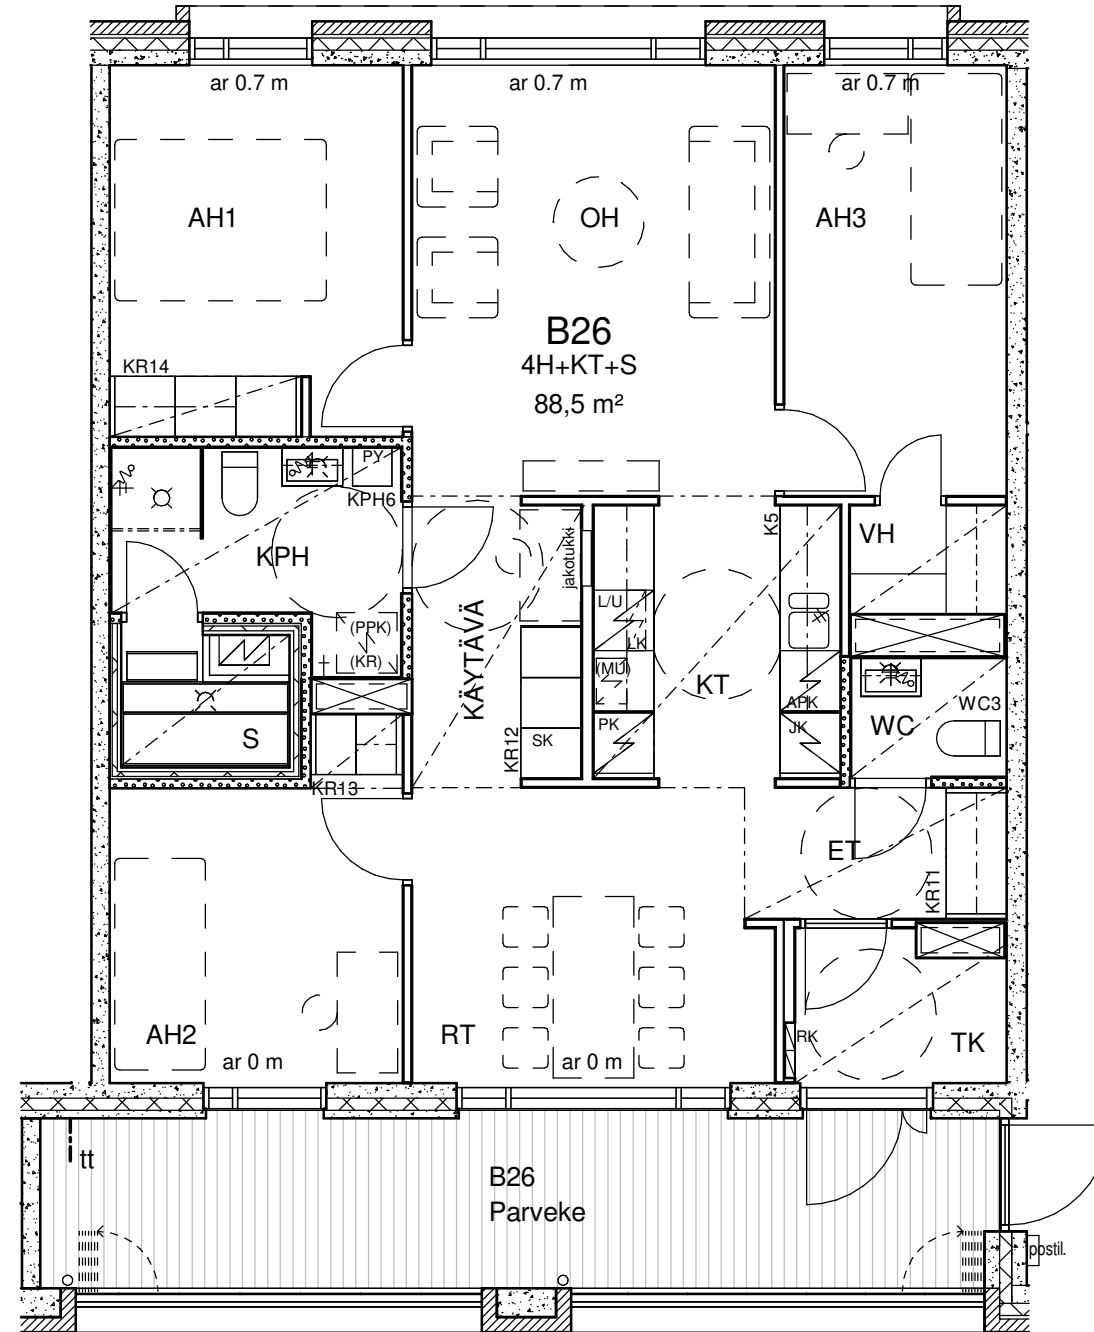 ar 0.7 m
ar 0.7 m
ar 0.7 m
AH1
OH
AH3
B26
4H+KT+S
88,5 m²
KR14
PY
KPH6
KPH
jakotukki
K5
VH
L/U
LK
(PPK)
(KR)
KÄYTÄVÄ
(MU)
KT
APK
WC3
WC
S
KR12
SK
PK
JK
KR13
ET
KR11
AH2
RT
RK
TK
ar 0 m
ar 0 m
tt
B26
Parveke
postil.